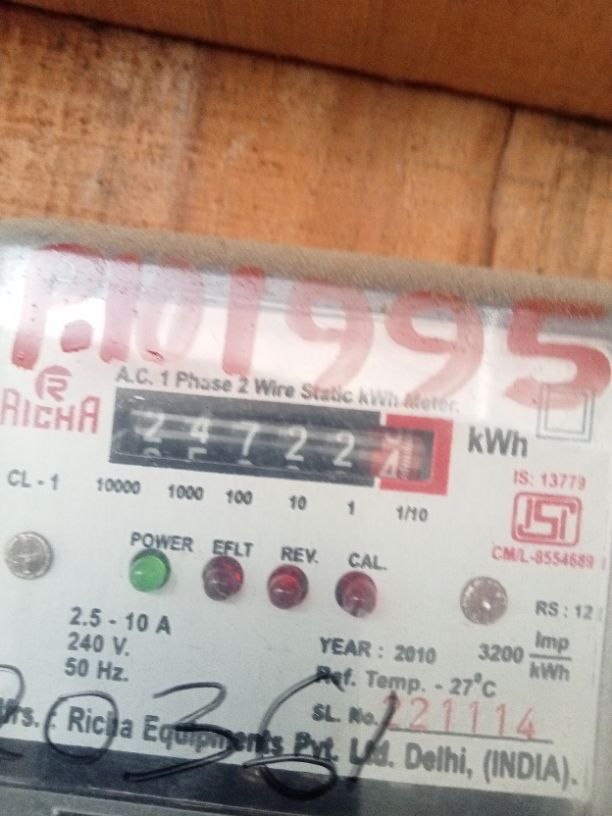 P.NO1995
RICHA
A.C. 1 Phase 2 Wire Static kWh Meter.
24722
kWh
CL - 1
10000 1000 100 10 1 1/10
IS: 13779
ISI
CM/L-8554689
POWER EFLT REV. CAL.
RS : 12
2.5 - 10 A
240 V.
50 Hz.
YEAR : 2010
3200 Imp/kWh
Ref. Temp. - 27°C
SL. No. 221114
Mfrs. : Richa Equipments Pvt. Ltd. Delhi, (INDIA).